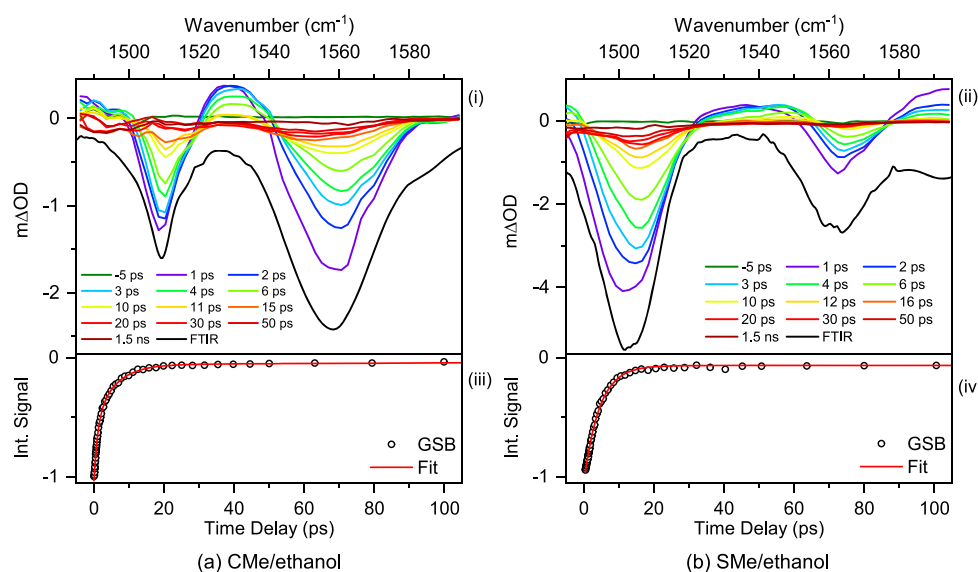 Wavenumber (cm-1)
1500 1520 1540 1560 1580
0
-1
-2
mΔOD
(i)
-5 ps 1 ps 2 ps
3 ps 4 ps 6 ps
10 ps 11 ps 15 ps
20 ps 30 ps 50 ps
1.5 ns FTIR
0
-1
Int. Signal
(iii)
GSB
Fit
0 20 40 60 80 100
Time Delay (ps)
(a) CMe/ethanol
Wavenumber (cm-1)
1500 1520 1540 1560 1580
0
-2
-4
mΔOD
(ii)
-5 ps 1 ps 2 ps
3 ps 4 ps 6 ps
10 ps 12 ps 16 ps
20 ps 30 ps 50 ps
1.5 ns FTIR
0
-1
Int. Signal
(iv
GSB
Fit
0 20 40 60 80 100
Time Delay (ps)
(b) SMe/ethanol